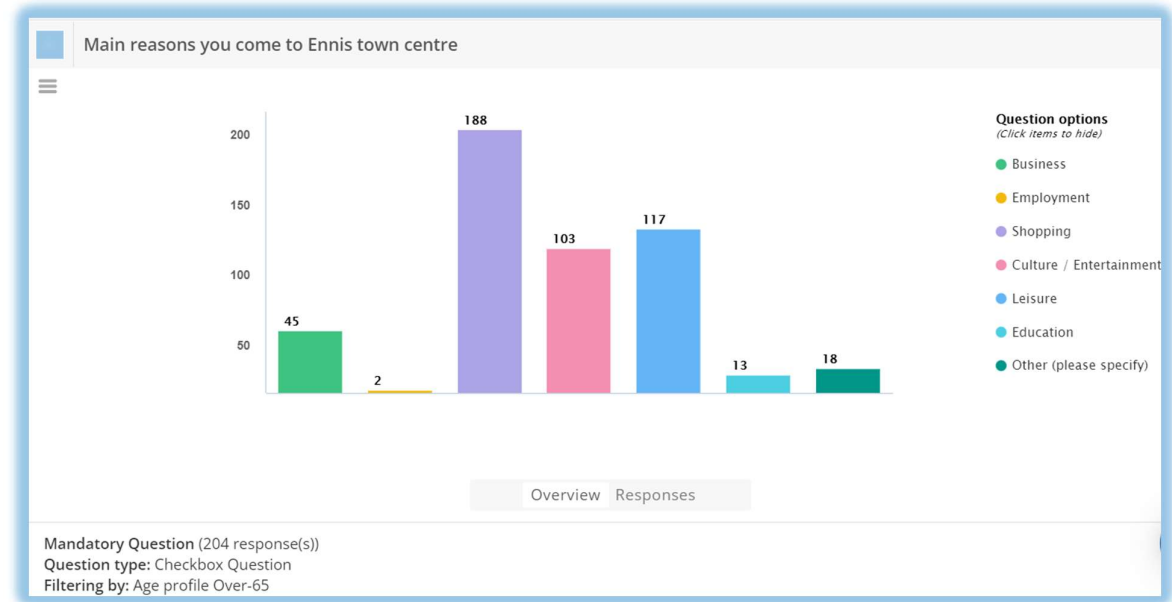 Main reasons you come to Ennis town centre
200
150
100
50
45
2
188
103
117
13
18
Question options
(Click items to hide)
Business
Employment
Shopping
Culture / Entertainment
Leisure
Education
Other (please specify)
Overview Responses
Mandatory Question (204 response(s))
Question type: Checkbox Question
Filtering by: Age profile Over-65